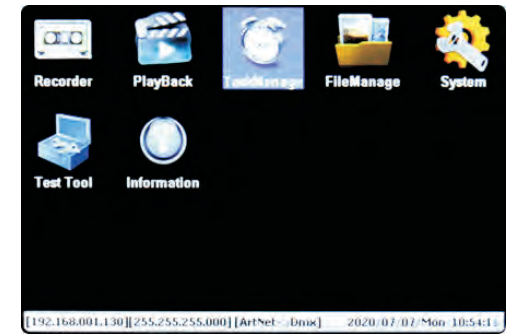 Recorder PlayBack TaskManage FileManage System
Test Tool Information
[192.168.001.130][255.255.255.000] [ArtNet->Dmx] 2020/07/07/Mon 10:54:1